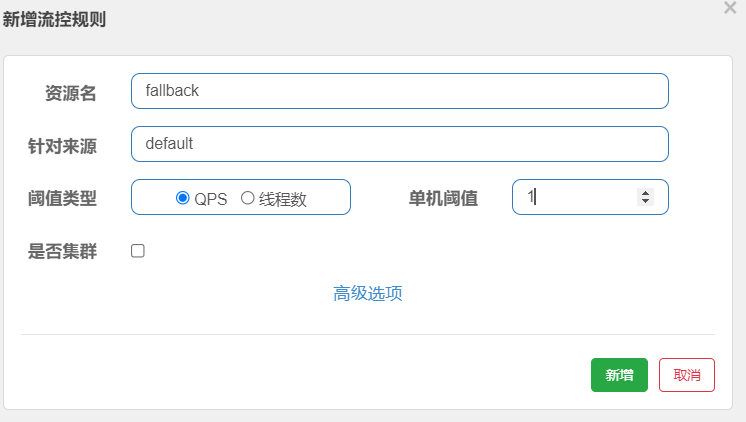 新增流控规则
资源名 fallback
针对来源 default
阈值类型 QPS 线程数 单机阈值 1
是否集群
高级选项
新增 取消